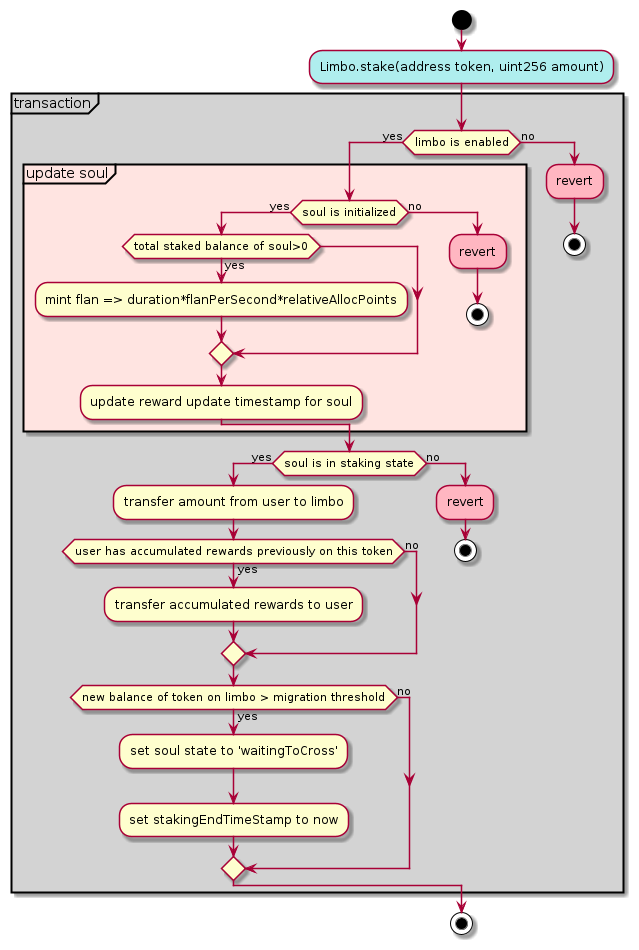 Limbo.stake(address token, uint256 amount)
transaction
yes
limbo is enabled
no
revert
update soul
yes
soul is initialized
no
revert
total staked balance of soul>0
yes
mint flan => duration*flanPerSecond*relativeAllocPoints
update reward update timestamp for soul
yes
soul is in staking state
no
revert
transfer amount from user to limbo
user has accumulated rewards previously on this token
no
yes
transfer accumulated rewards to user
new balance of token on limbo > migration threshold
no
yes
set soul state to 'waitingToCross'
set stakingEndTimeStamp to now